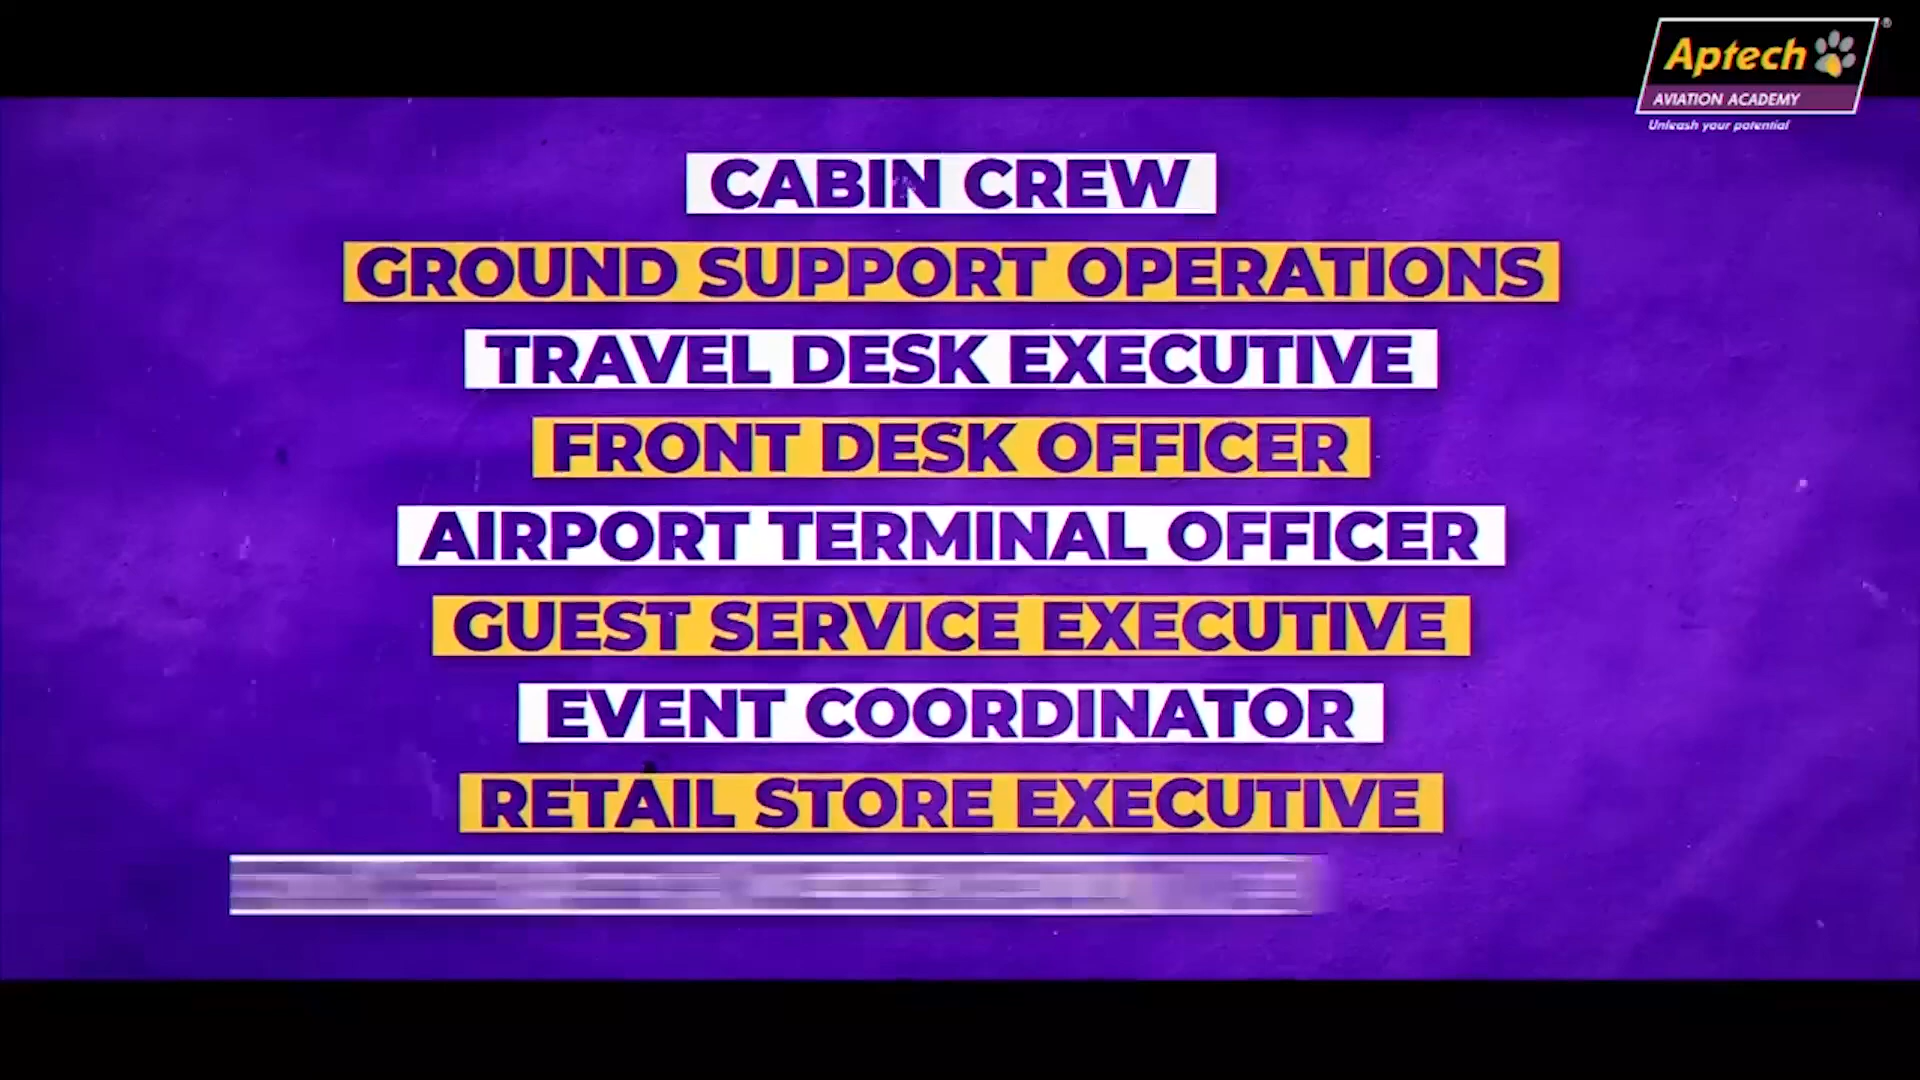 Aptech
AVIATION ACADEMY
Unleash your potential
CABIN CREW
GROUND SUPPORT OPERATIONS
TRAVEL DESK EXECUTIVE
FRONT DESK OFFICER
AIRPORT TERMINAL OFFICER
GUEST SERVICE EXECUTIVE
EVENT COORDINATOR
RETAIL STORE EXECUTIVE